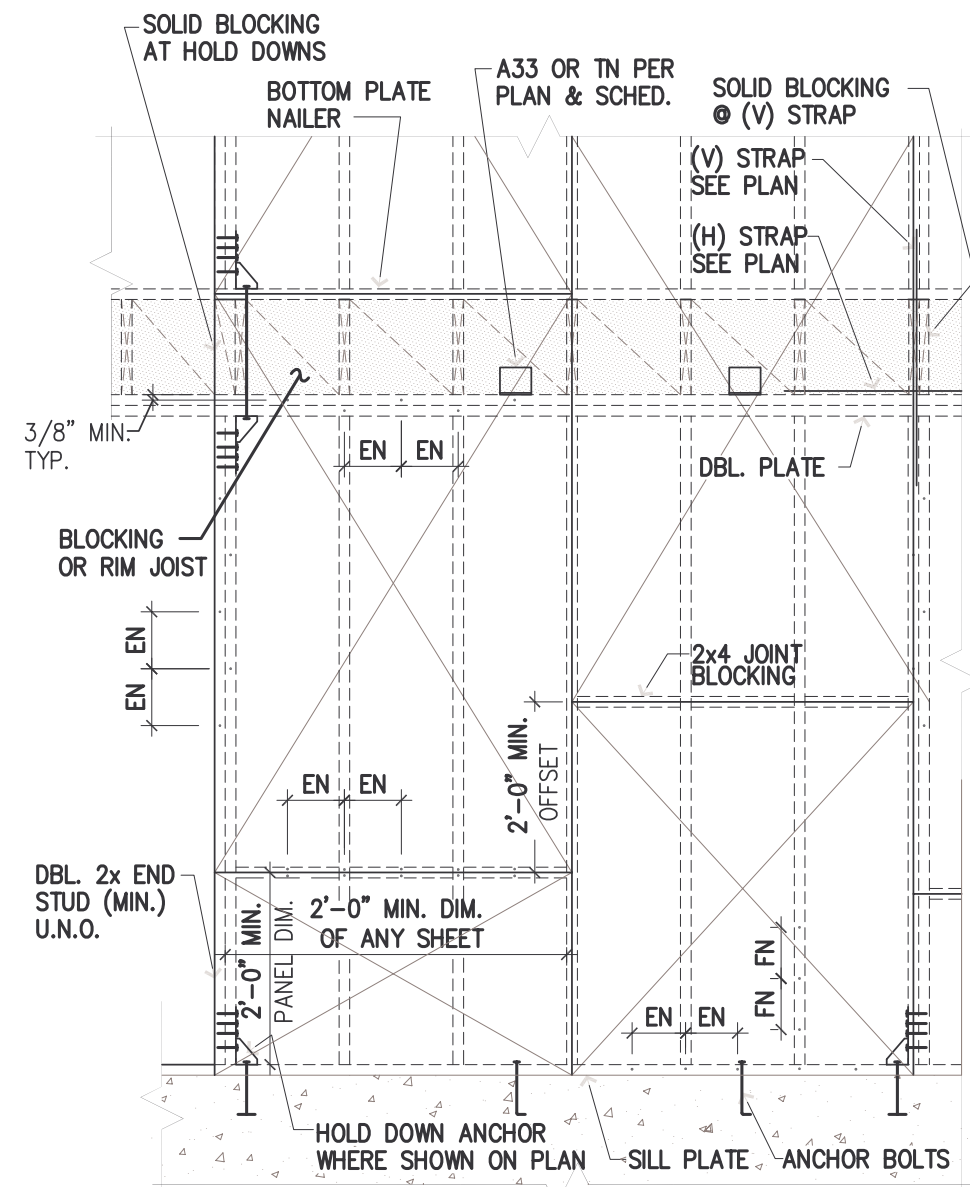 SOLID BLOCKING
AT HOLD DOWNS
BOTTOM PLATE
NAILER
A33 OR TN PER
PLAN & SCHED.
SOLID BLOCKING
@ (V) STRAP
(V) STRAP
SEE PLAN
(H) STRAP
SEE PLAN
3/8" MIN.
TYP.
EN EN
DBL. PLATE
BLOCKING
OR RIM JOIST
EN
EN
2x4 JOINT
BLOCKING
2'-0" MIN.
OFFSET
EN EN
DBL. 2x END
STUD (MIN.)
U.N.O.
2'-0" MIN.
PANEL DIM.
2'-0" MIN. DIM.
OF ANY SHEET
FN FN
EN EN
HOLD DOWN ANCHOR
WHERE SHOWN ON PLAN
SILL PLATE
ANCHOR BOLTS